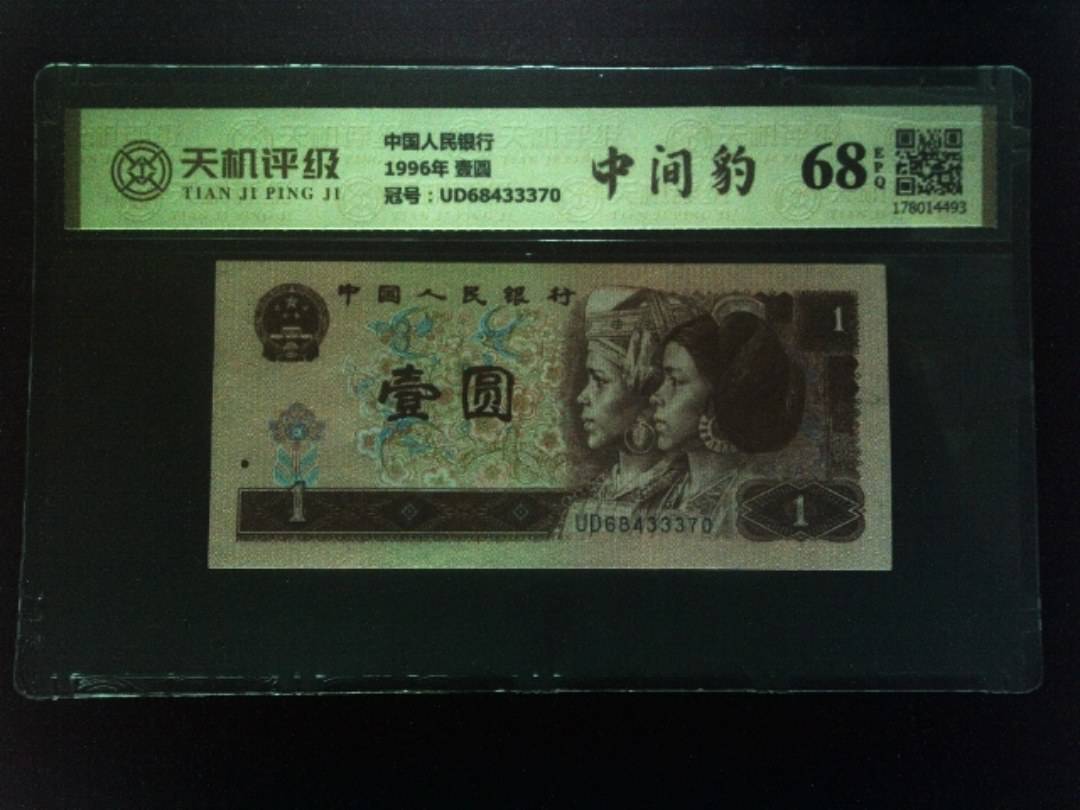 天机评级
TIAN JI PING JI
中国人民银行
1996年 壹圆
冠号：UD68433370
中间豹
68
EPQ
178014493
中国人民银行
1
壹圆
1
UD68433370
1